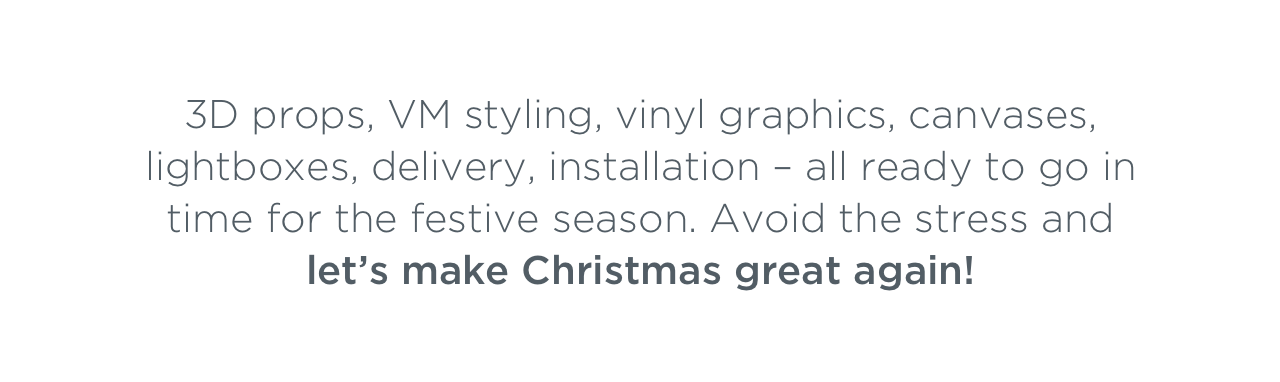 3D props, VM styling, vinyl graphics, canvases,
lightboxes, delivery, installation – all ready to go in
time for the festive season. Avoid the stress and
let’s make Christmas great again!